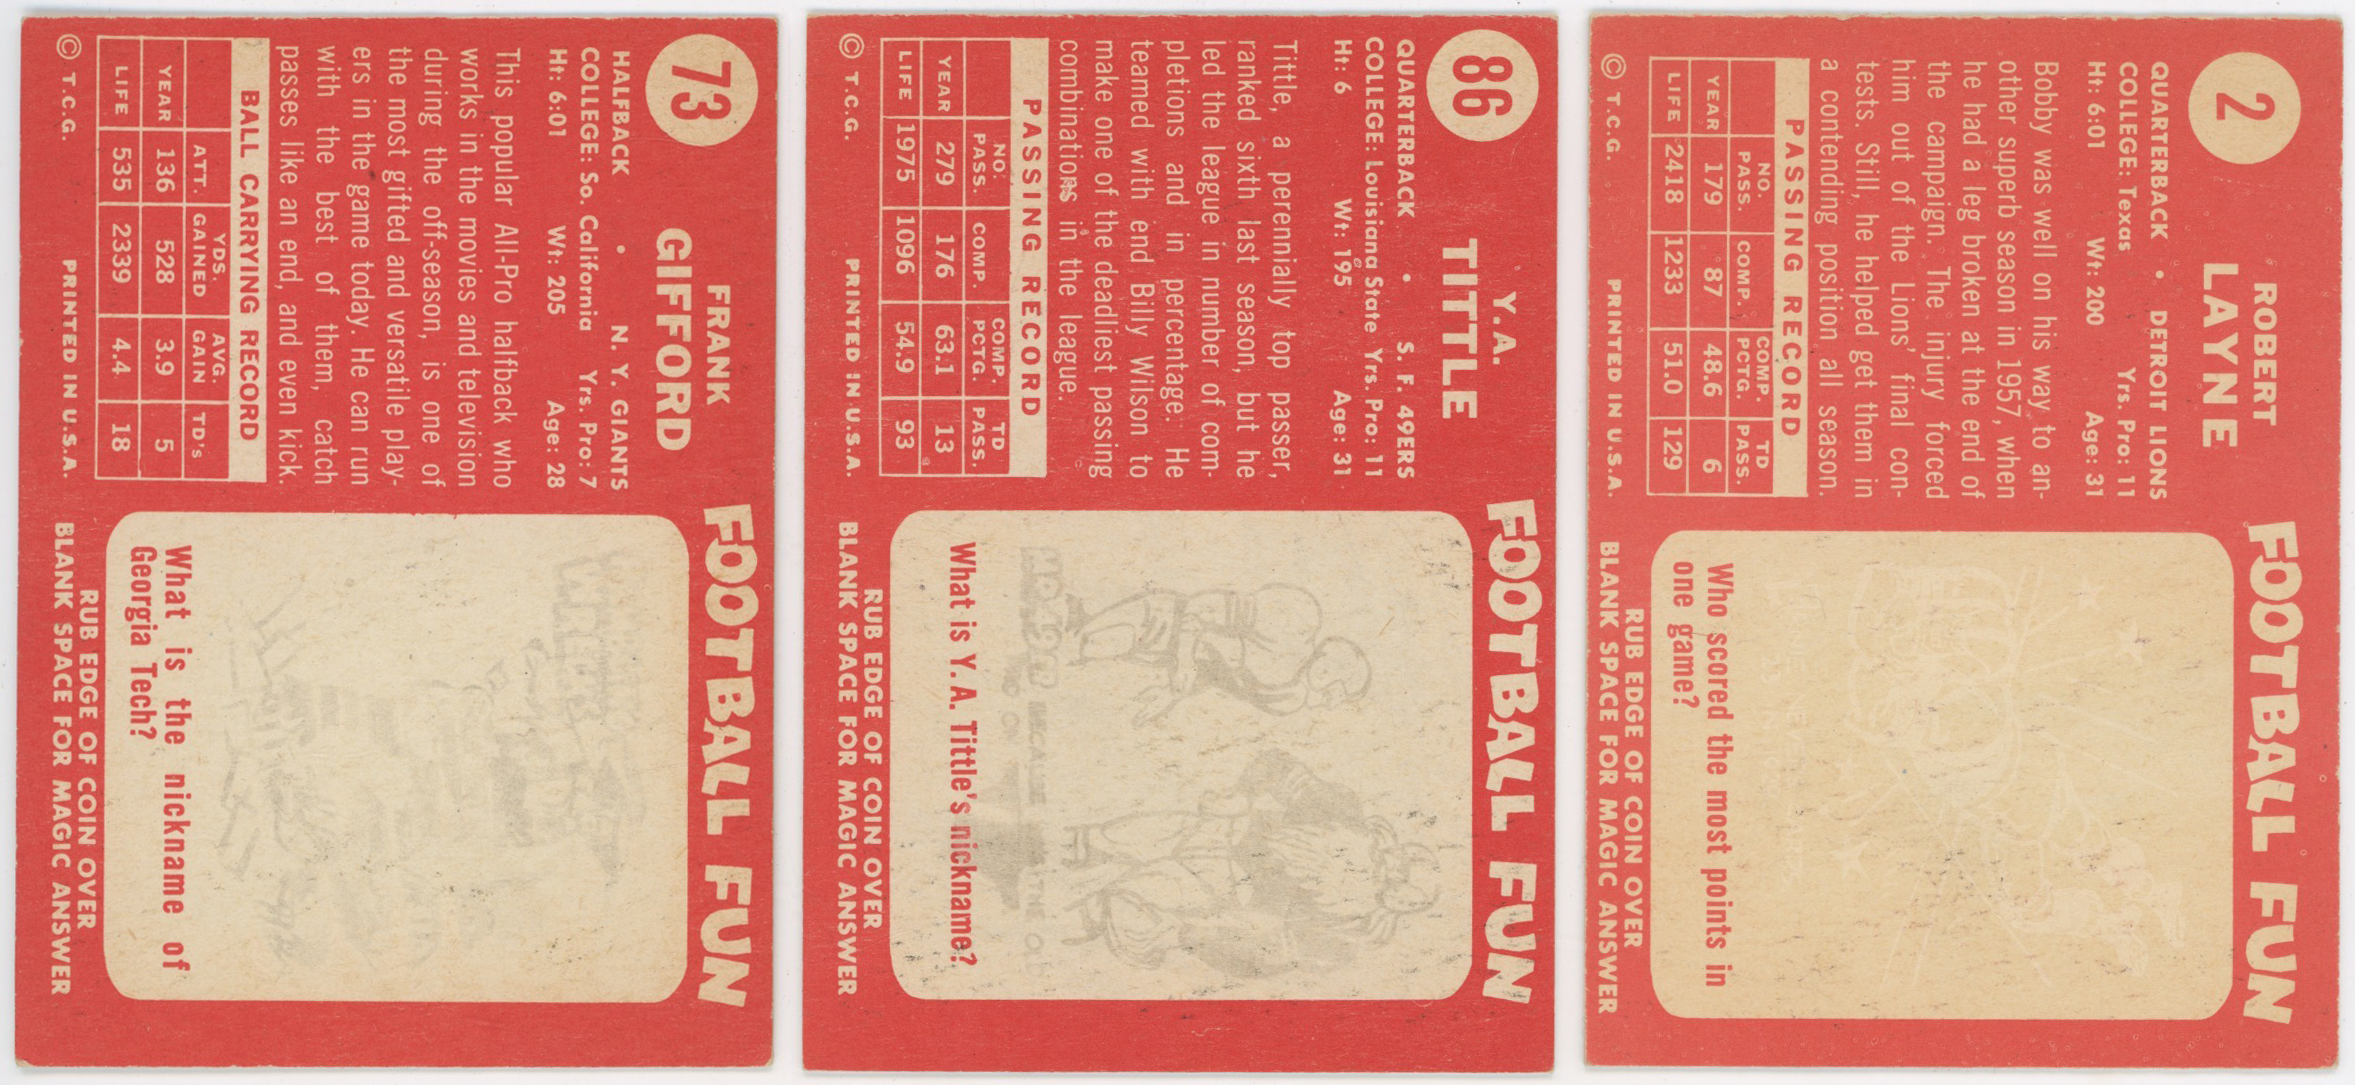 73
FRANK
GIFFORD
HALFBACK • N. Y. GIANTS
COLLEGE: So. California Yrs. Pro: 7
Ht: 6:01 Wt: 205 Age: 28
This popular All-Pro halfback who
works in the movies and television
during the off-season, is one of
the most gifted and versatile play-
ers in the game today. He can run
with the best of them, catch
passes like an end, and even kick.
BALL CARRYING RECORD
ATT. YDS. GAINED AVG. GAIN TD's
YEAR 136 528 3.9 5
LIFE 535 2339 4.4 18
© T.C.G. PRINTED IN U.S.A.
FOOTBALL FUN
What is the nickname of
Georgia Tech?
RUB EDGE OF COIN OVER
BLANK SPACE FOR MAGIC ANSWER
86
Y. A.
TITTLE
QUARTERBACK • S. F. 49ERS
COLLEGE: Louisiana State Yrs. Pro: 11
Ht: 6 Wt: 195 Age: 31
Tittle, a perennially top passer,
ranked sixth last season, but he
led the league in number of com-
pletions and in percentage. He
teamed with end Billy Wilson to
make one of the deadliest passing
combinations in the league.
PASSING RECORD
NO. PASS. COMP. COMP. PCTG. TD PASS.
YEAR 279 176 63.1 13
LIFE 1975 1096 54.9 93
© T.C.G. PRINTED IN U.S.A.
FOOTBALL FUN
What is Y. A. Tittle's nickname?
RUB EDGE OF COIN OVER
BLANK SPACE FOR MAGIC ANSWER
2
ROBERT
LAYNE
QUARTERBACK • DETROIT LIONS
COLLEGE: Texas Yrs. Pro: 11
Ht: 6:01 Wt: 200 Age: 31
Bobby was well on his way to an-
other superb season in 1957, when
he had a leg broken at the end of
the campaign. The injury forced
him out of the Lions' final con-
tests. Still, he helped get them in
a contending position all season.
PASSING RECORD
NO. PASS. COMP. COMP. PCTG. TD PASS.
YEAR 179 87 48.6 6
LIFE 2418 1233 51.0 129
© T.C.G. PRINTED IN U.S.A.
FOOTBALL FUN
Who scored the most points in
one game?
RUB EDGE OF COIN OVER
BLANK SPACE FOR MAGIC ANSWER